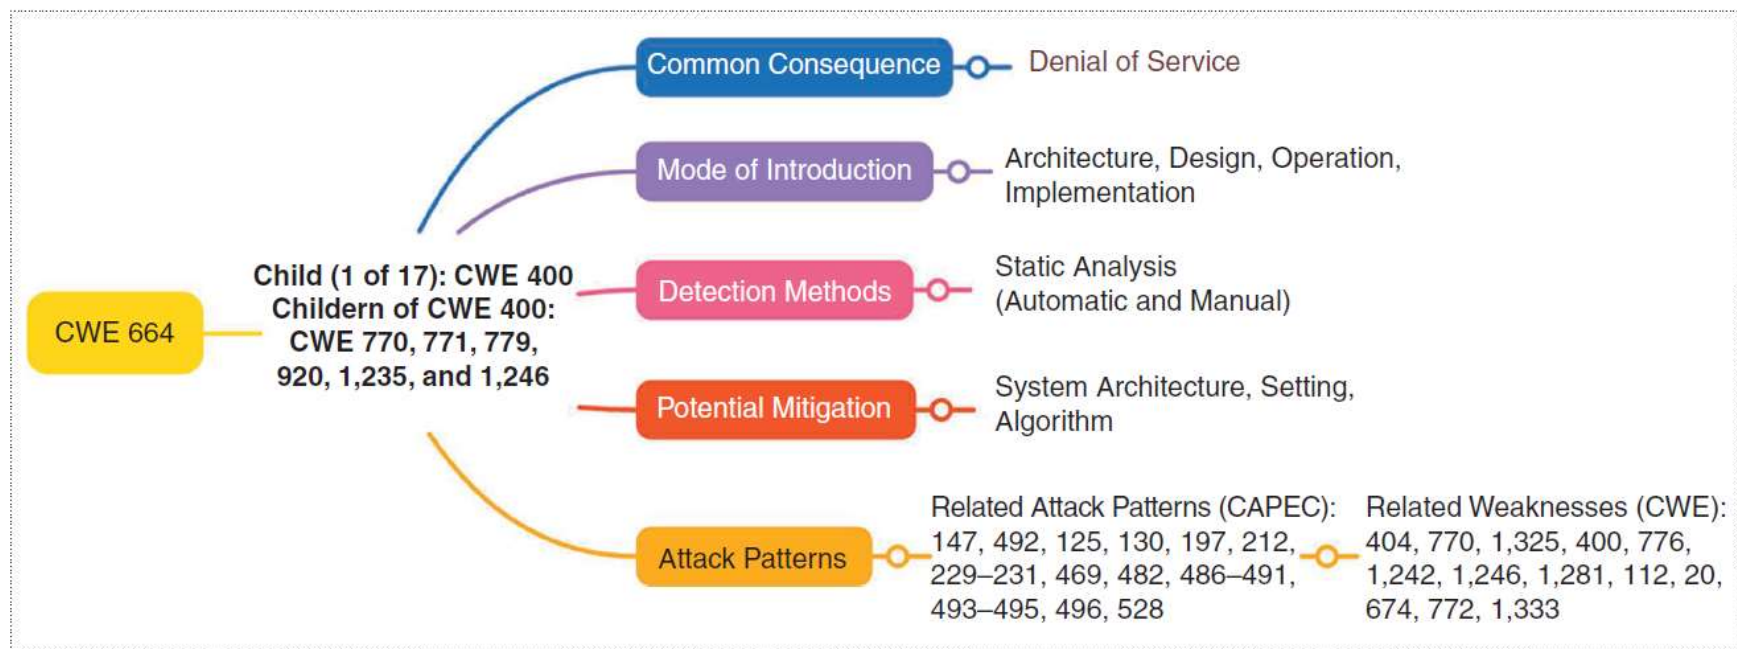 CWE 664
Child (1 of 17): CWE 400
Childern of CWE 400:
CWE 770, 771, 779,
920, 1,235, and 1,246
Common Consequence
Denial of Service
Mode of Introduction
Architecture, Design, Operation,
Implementation
Detection Methods
Static Analysis
(Automatic and Manual)
Potential Mitigation
System Architecture, Setting,
Algorithm
Attack Patterns
Related Attack Patterns (CAPEC):
147, 492, 125, 130, 197, 212,
229–231, 469, 482, 486–491,
493–495, 496, 528
Related Weaknesses (CWE):
404, 770, 1,325, 400, 776,
1,242, 1,246, 1,281, 112, 20,
674, 772, 1,333